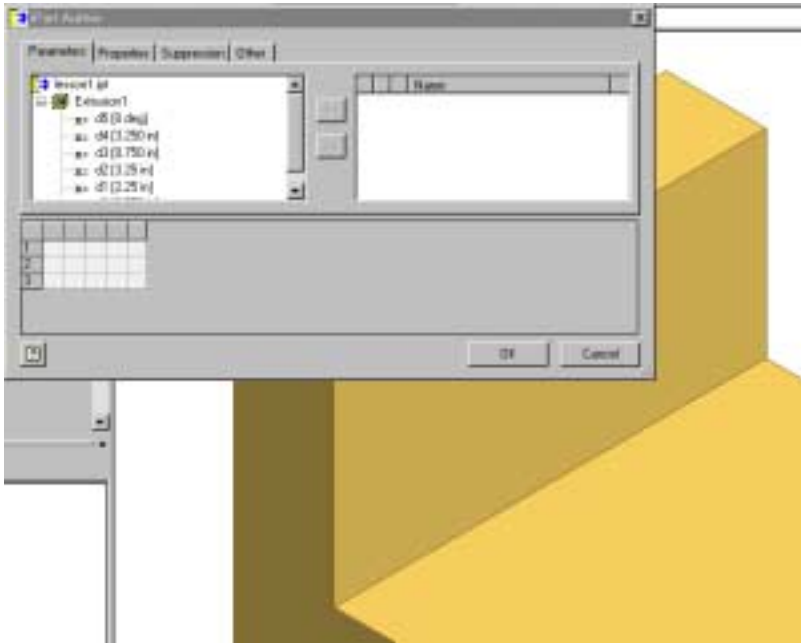 iPart Author
Parameters Properties Suppression Other
lesson1.ipt
Extrusion1
d5 (0 deg)
d4 (3.250 in)
d3 (0.750 in)
d2 (3.25 in)
d1 (2.25 in)
Name
1
2
3
OK Cancel